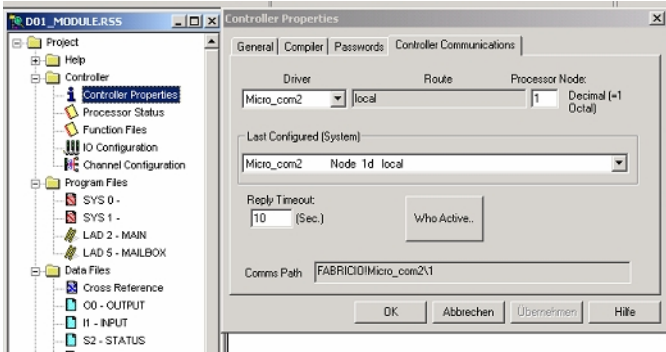 D01_MODULE.RSS
Project
Help
Controller
Controller Properties
Processor Status
Function Files
IO Configuration
Channel Configuration
Program Files
SYS 0 -
SYS 1 -
LAD 2 - MAIN
LAD 5 - MAILBOX
Data Files
Cross Reference
O0 - OUTPUT
I1 - INPUT
S2 - STATUS
Controller Properties
General Compiler Passwords Controller Communications
Driver Route Processor Node:
Micro_com2 local 1 Decimal (=1
Octal)
Last Configured (System)
Micro_com2 Node 1d local
Reply Timeout:
10 (Sec.) Who Active..
Comms Path FABRICIO!Micro_com2\1
OK Abbrechen Übernehmen Hilfe